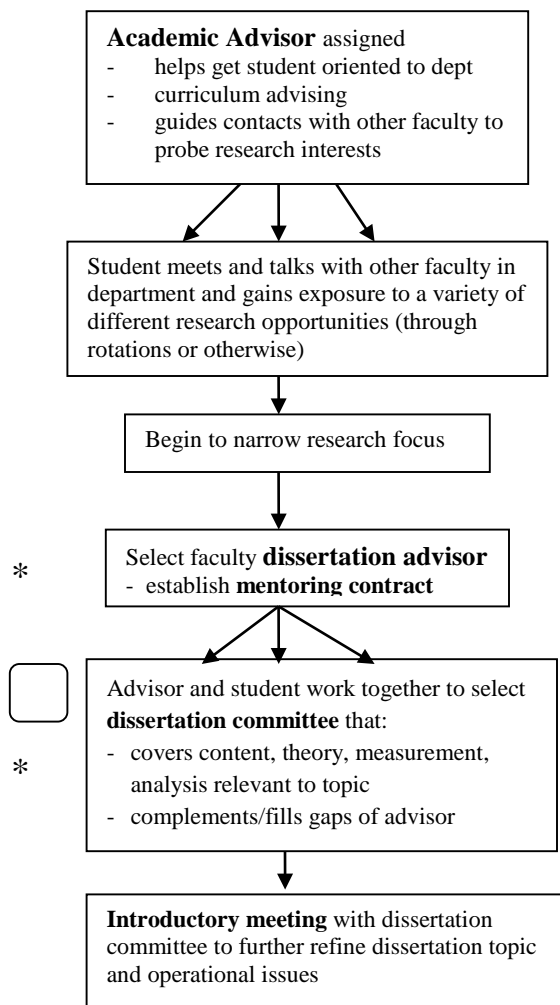 Academic Advisor assigned
- helps get student oriented to dept
- curriculum advising
- guides contacts with other faculty to
probe research interests
Student meets and talks with other faculty in
department and gains exposure to a variety of
different research opportunities (through
rotations or otherwise)
Begin to narrow research focus
*
Select faculty dissertation advisor
- establish mentoring contract
Advisor and student work together to select
dissertation committee that:
*
- covers content, theory, measurement,
analysis relevant to topic
- complements/fills gaps of advisor
Introductory meeting with dissertation
committee to further refine dissertation topic
and operational issues